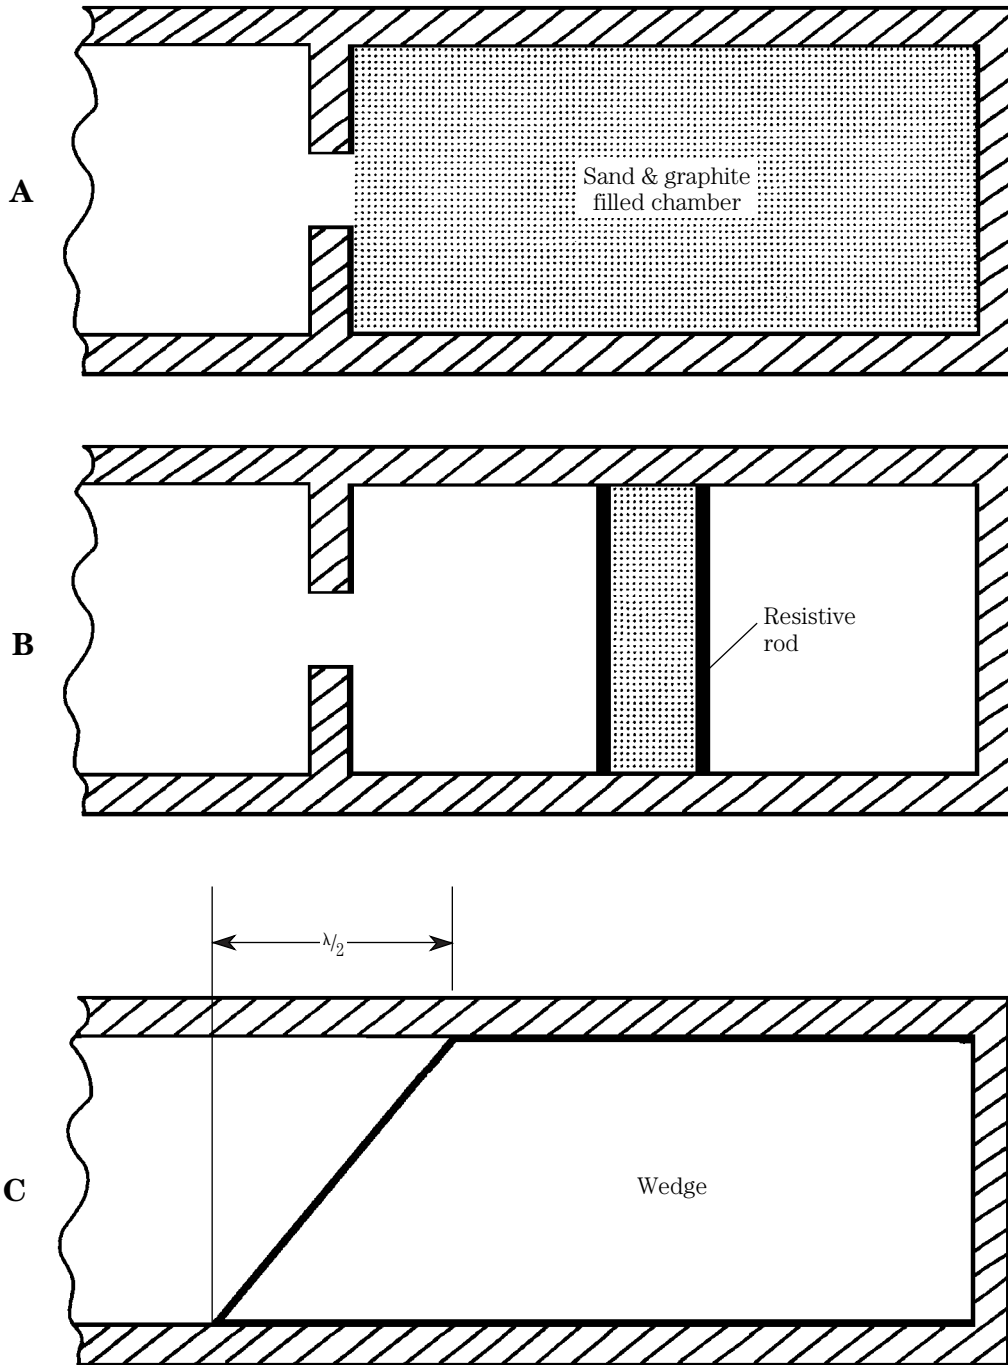 A
Sand & graphite
filled chamber
B
Resistive
rod
λ/2
C
Wedge